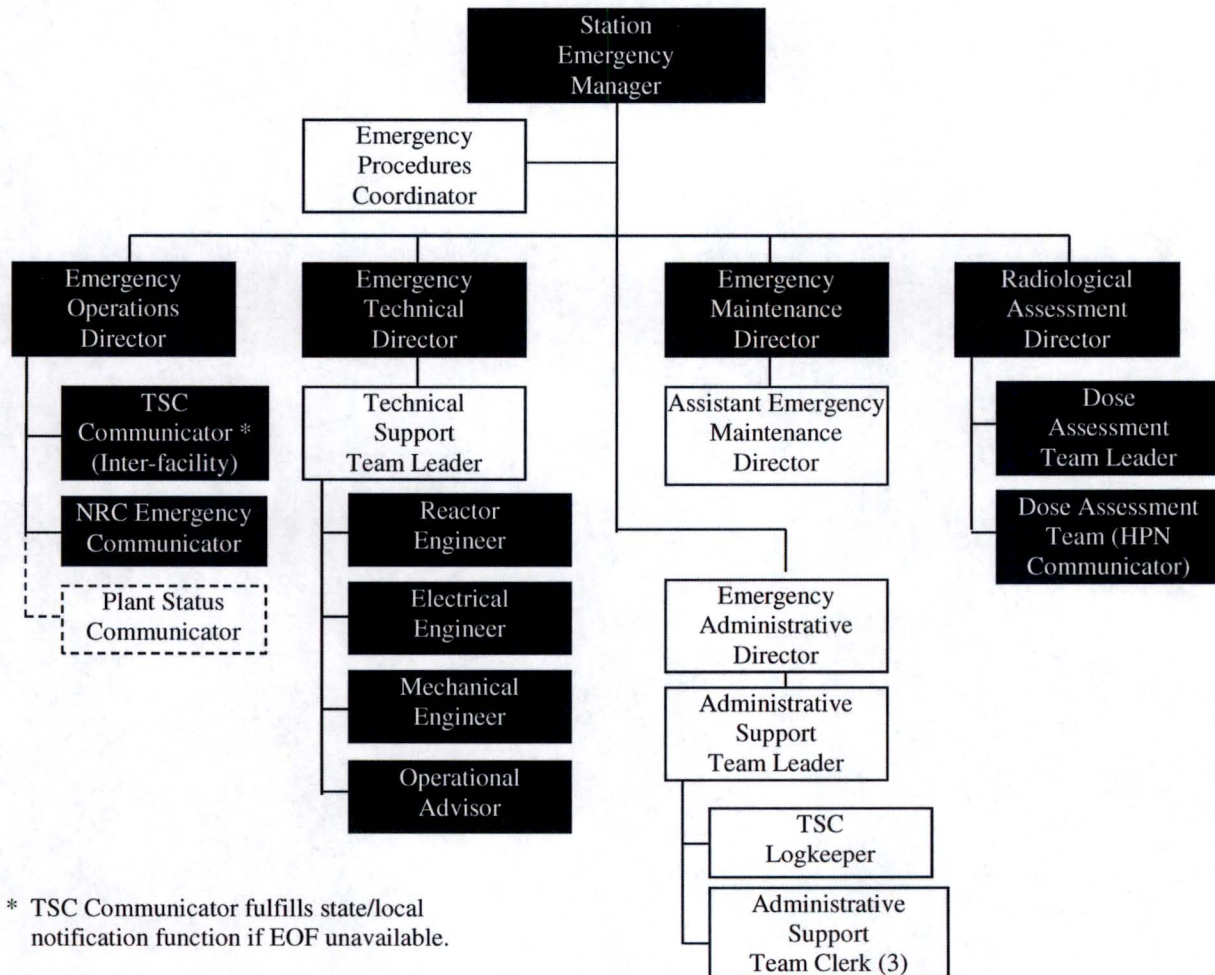 Station
Emergency
Manager
Emergency
Procedures
Coordinator
Emergency
Operations
Director
Emergency
Technical
Director
Emergency
Maintenance
Director
Radiological
Assessment
Director
TSC
Communicator *
(Inter-facility)
NRC Emergency
Communicator
Plant Status
Communicator
Technical
Support
Team Leader
Reactor
Engineer
Electrical
Engineer
Mechanical
Engineer
Operational
Advisor
Assistant Emergency
Maintenance
Director
Emergency
Administrative
Director
Administrative
Support
Team Leader
TSC
Logkeeper
Administrative
Support
Team Clerk (3)
Dose
Assessment
Team Leader
Dose Assessment
Team (HPN
Communicator)
* TSC Communicator fulfills state/local
notification function if EOF unavailable.